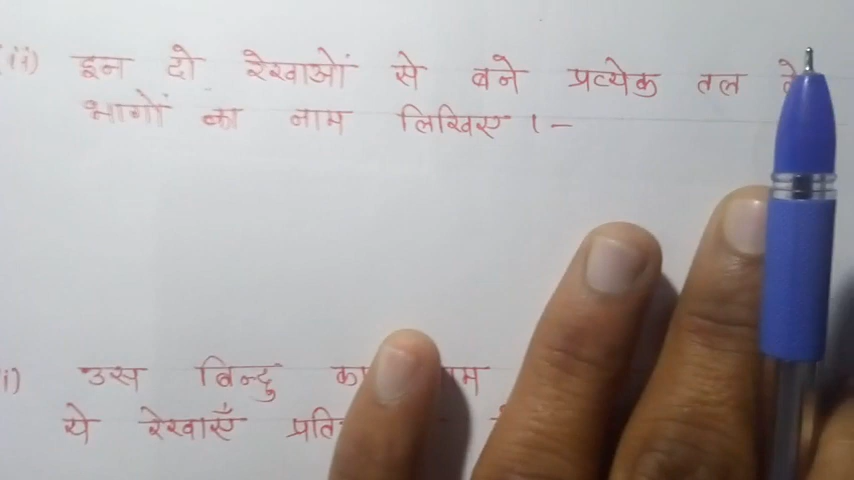 ii) इन दो रेखाओं से बने प्रत्येक तल के
भागों का नाम लिखिए ।-
i) उस बिन्दु का
ये रेखाएँ